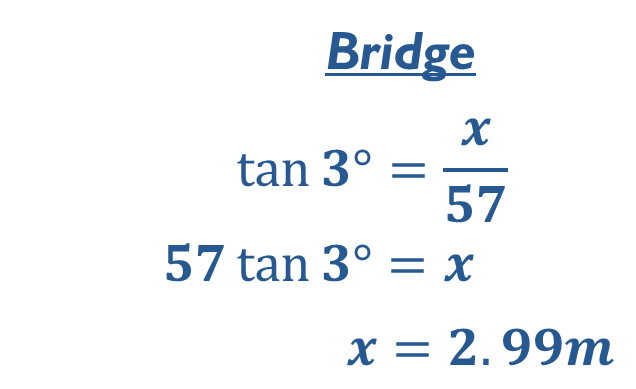 Bridge
tan 3° = x/57
57 tan 3° = x
x = 2.99m